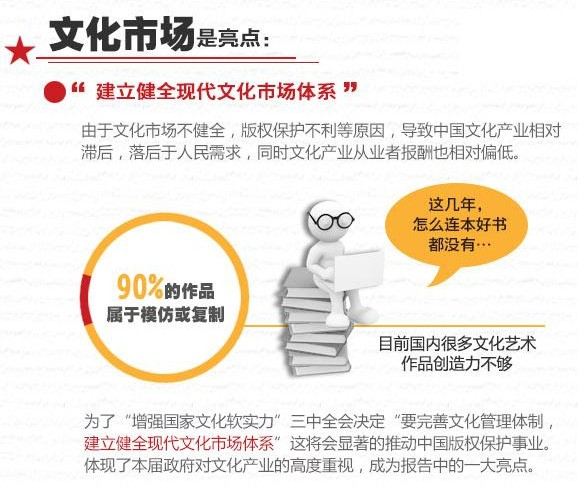 文化市场是亮点：
“建立健全现代文化市场体系”
由于文化市场不健全，版权保护不利等原因，导致中国文化产业相对
滞后，落后于人民需求，同时文化产业从业者报酬也相对偏低。
这几年，
怎么连本好书
都没有…
90%的作品
属于模仿或复制
目前国内很多文化艺术
作品创造力不够
为了“增强国家文化软实力”三中全会决定“要完善文化管理体制，
建立健全现代文化市场体系”这将会显著的推动中国版权保护事业。
体现了本届政府对文化产业的高度重视，成为报告中的一大亮点。